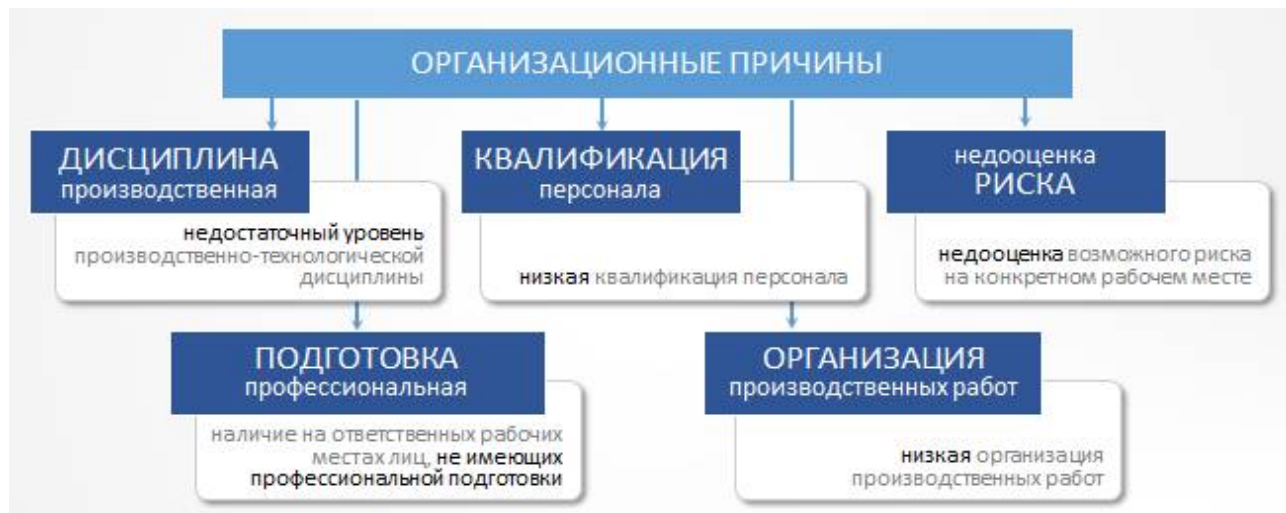 ОРГАНИЗАЦИОННЫЕ ПРИЧИНЫ
ДИСЦИПЛИНА
производственная
недостаточный уровень
производственно-технологической
дисциплины
КВАЛИФИКАЦИЯ
персонала
низкая квалификация персонала
недооценка
РИСКА
недооценка возможного риска
на конкретном рабочем месте
ПОДГОТОВКА
профессиональная
наличие на ответственных рабочих
местах лиц, не имеющих
профессиональной подготовки
ОРГАНИЗАЦИЯ
производственных работ
низкая организация
производственных работ